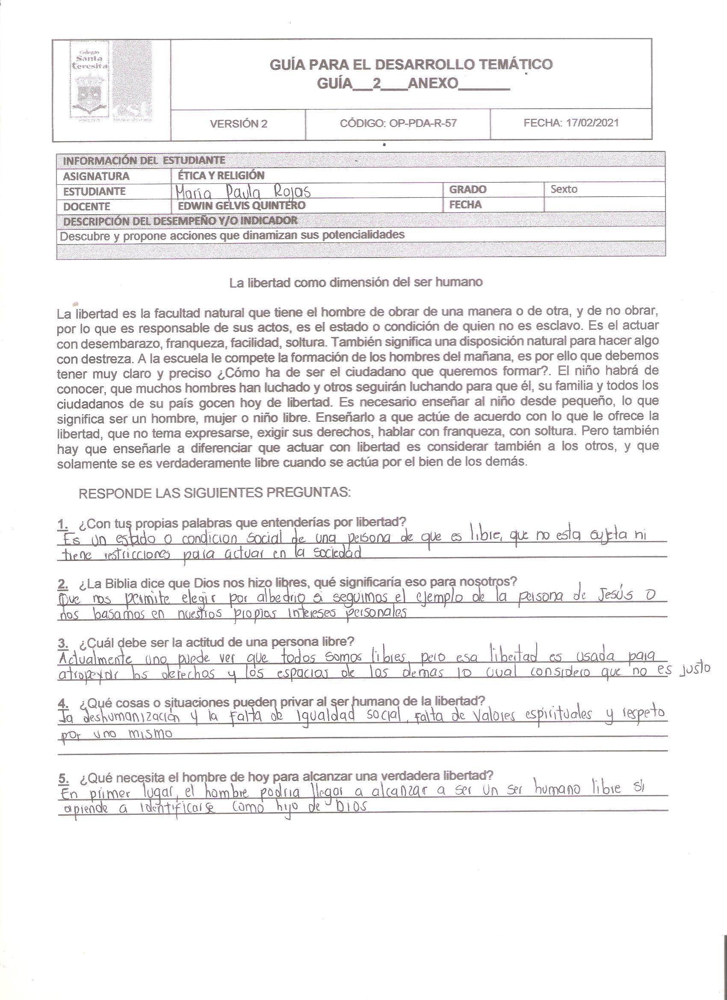 Colegio
Santa
teresita
cst
GUÍA PARA EL DESARROLLO TEMÁTICO
GUÍA__2___ANEXO______
VERSIÓN 2 CÓDIGO: OP-PDA-R-57 FECHA: 17/02/2021
INFORMACIÓN DEL ESTUDIANTE
ASIGNATURA ÉTICA Y RELIGIÓN
ESTUDIANTE Maria Paula Rojas GRADO Sexto
DOCENTE EDWIN GELVIS QUINTERO FECHA
DESCRIPCIÓN DEL DESEMPEÑO Y/O INDICADOR
Descubre y propone acciones que dinamizan sus potencialidades
La libertad como dimensión del ser humano
La libertad es la facultad natural que tiene el hombre de obrar de una manera o de otra, y de no obrar,
por lo que es responsable de sus actos, es el estado o condición de quien no es esclavo. Es el actuar
con desembarazo, franqueza, facilidad, soltura. También significa una disposición natural para hacer algo
con destreza. A la escuela le compete la formación de los hombres del mañana, es por ello que debemos
tener muy claro y preciso ¿Cómo ha de ser el ciudadano que queremos formar?. El niño habrá de
conocer, que muchos hombres han luchado y otros seguirán luchando para que él, su familia y todos los
ciudadanos de su país gocen hoy de libertad. Es necesario enseñar al niño desde pequeño, lo que
significa ser un hombre, mujer o niño libre. Enseñarlo a que actúe de acuerdo con lo que le ofrece la
libertad, que no tema expresarse, exigir sus derechos, hablar con franqueza, con soltura. Pero también
hay que enseñarle a diferenciar que actuar con libertad es considerar también a los otros, y que
solamente se es verdaderamente libre cuando se actúa por el bien de los demás.
RESPONDE LAS SIGUIENTES PREGUNTAS:
1. ¿Con tus propias palabras que entenderías por libertad?
Es un estado o condicion social de una persona de que es libre, que no esta sujeta ni
tiene restricciones para actuar en la sociedad
2. ¿La Biblia dice que Dios nos hizo libres, qué significaría eso para nosotros?
Que nos permite elegir por albedrio si seguimos el ejemplo de la persona de Jesús o
nos basamos en nuestros propios intereses personales
3. ¿Cuál debe ser la actitud de una persona libre?
Actualmente uno puede ver que todos somos libres, pero esa libertad es usada para
atropeyar los derechos y los espacios de los demas lo cual considero que no es justo
4. ¿Qué cosas o situaciones pueden privar al ser humano de la libertad?
la deshumanización y la falta de igualdad social, falta de valores espirituales y respeto
por uno mismo
5. ¿Qué necesita el hombre de hoy para alcanzar una verdadera libertad?
En primer lugar, el hombre podria llegar a alcanzar a ser un ser humano libre si
aprende a identificarse como hijo de Dios